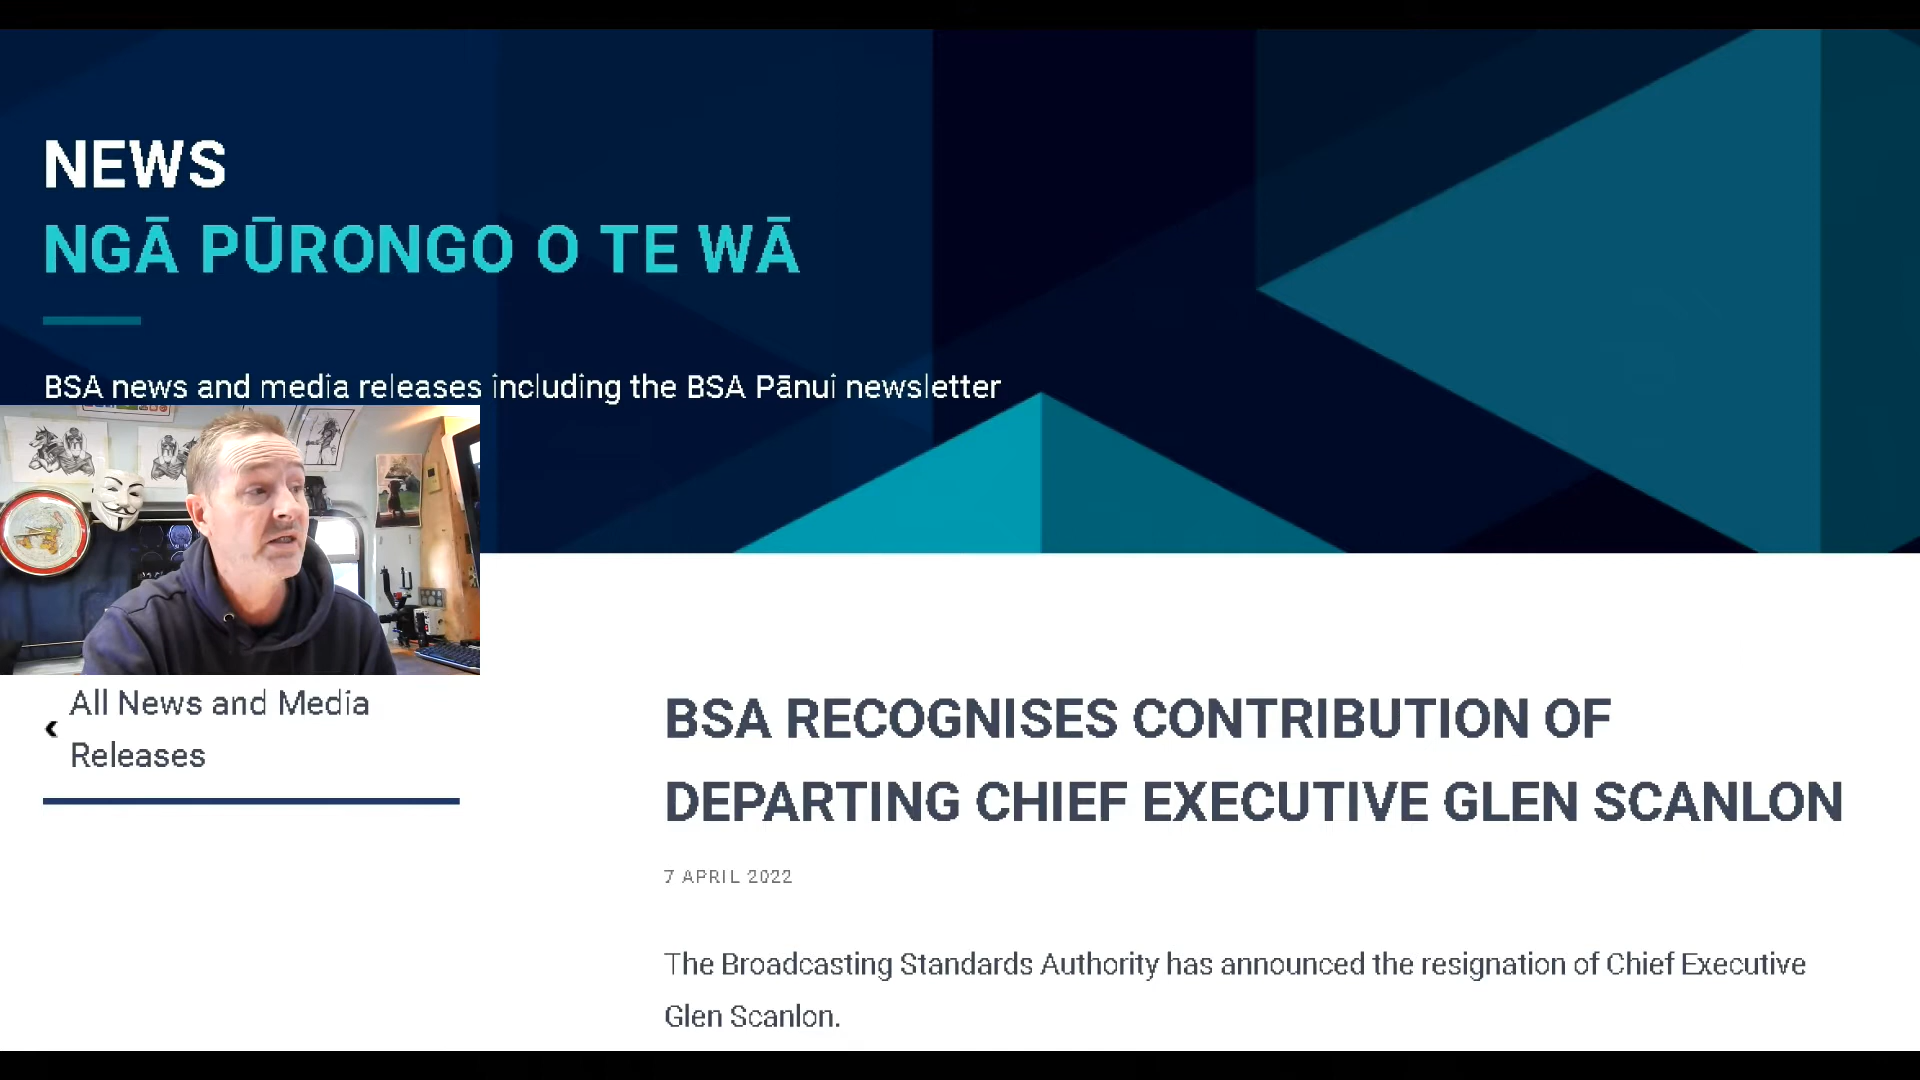 NEWS
NGĀ PŪRONGO O TE WĀ
BSA news and media releases including the BSA Pānui newsletter
All News and Media
Releases
BSA RECOGNISES CONTRIBUTION OF
DEPARTING CHIEF EXECUTIVE GLEN SCANLON
7 APRIL 2022
The Broadcasting Standards Authority has announced the resignation of Chief Executive
Glen Scanlon.